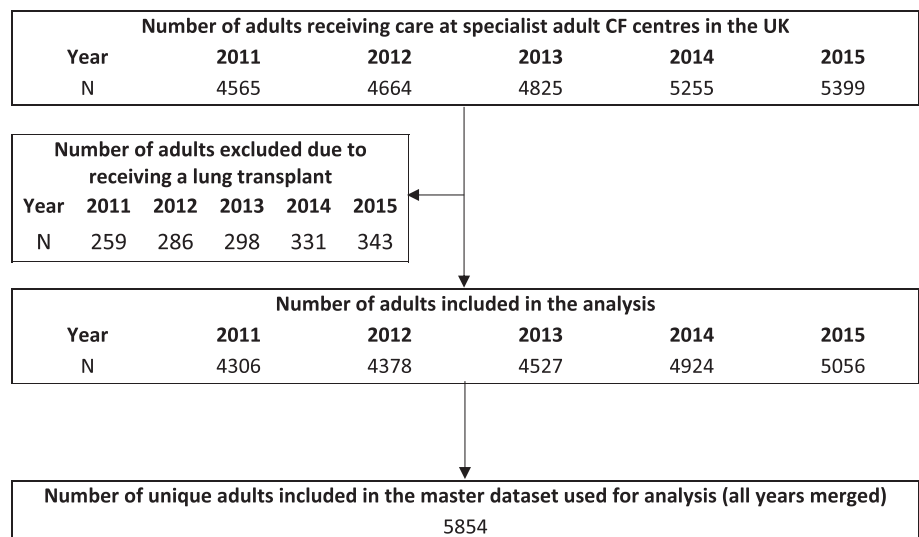 Number of adults receiving care at specialist adult CF centres in the UK
Year 2011 2012 2013 2014 2015
N 4565 4664 4825 5255 5399
Number of adults excluded due to
receiving a lung transplant
Year 2011 2012 2013 2014 2015
N 259 286 298 331 343
Number of adults included in the analysis
Year 2011 2012 2013 2014 2015
N 4306 4378 4527 4924 5056
Number of unique adults included in the master dataset used for analysis (all years merged)
5854